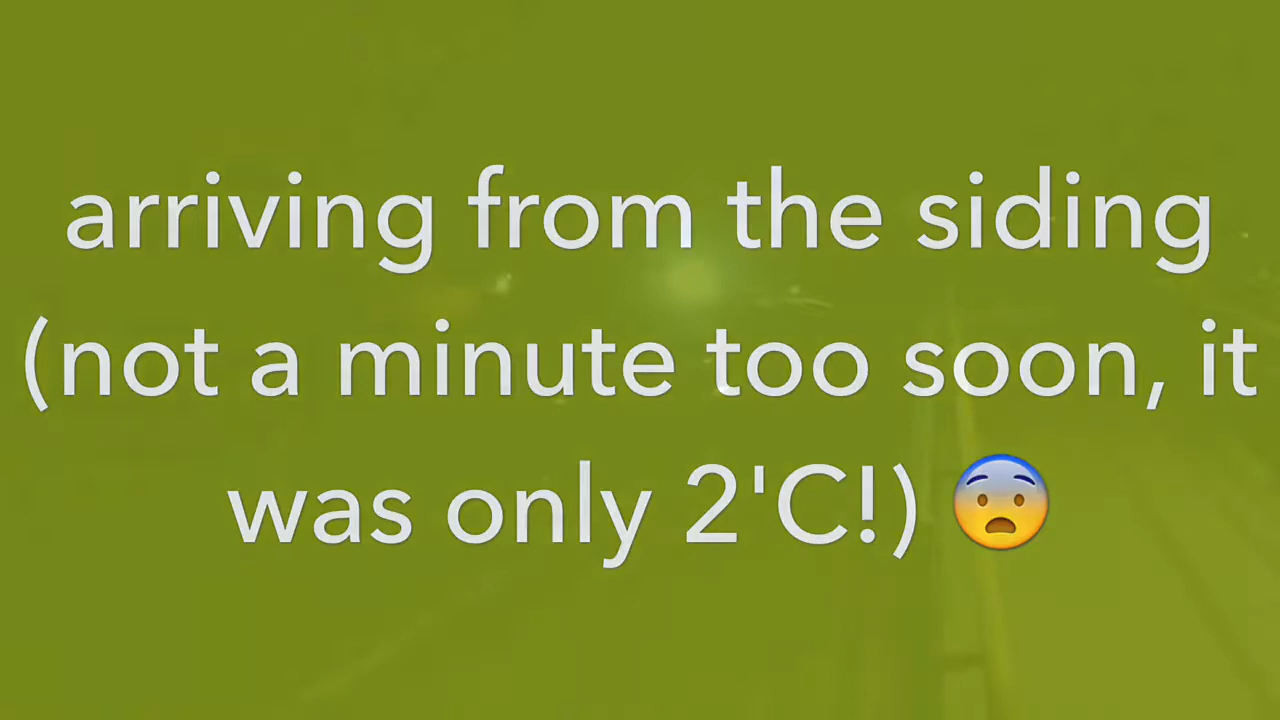 arriving from the siding
(not a minute too soon, it
was only 2'C!) 😨